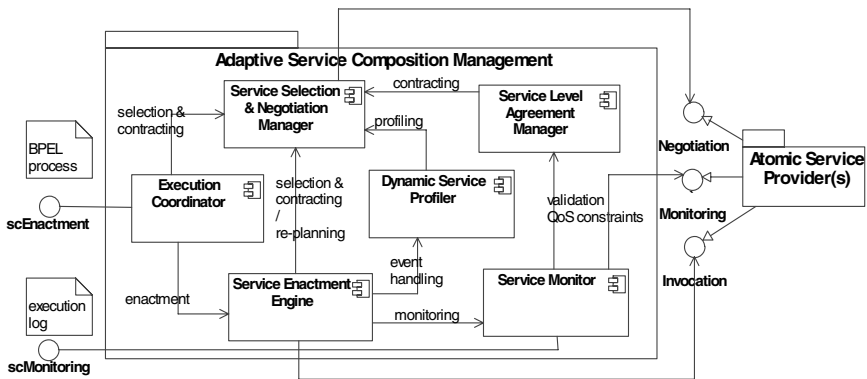 Adaptive Service Composition Management
Service Selection
& Negotiation
Manager
contracting
Service Level
Agreement
Manager
selection &
contracting
profiling
BPEL
process
Negotiation
Atomic Service
Provider(s)
Execution
Coordinator
selection &
contracting
/
re-planning
Dynamic Service
Profiler
validation
QoS constraints
Monitoring
scEnactment
event
handling
Invocation
enactment
Service Enactment
Engine
Service Monitor
execution
log
monitoring
scMonitoring